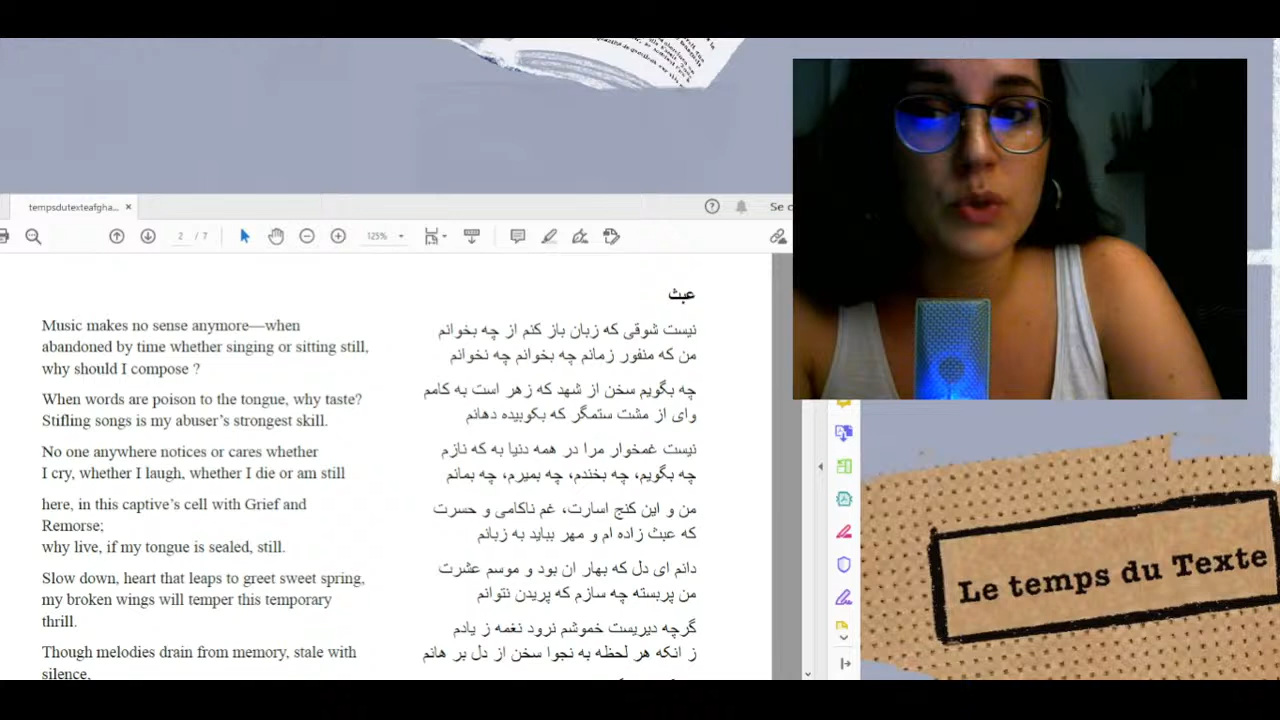 tempsdutexteafgha... ×
Se c
2 / 7
125%
Music makes no sense anymore—when
abandoned by time whether singing or sitting still,
why should I compose ?
When words are poison to the tongue, why taste?
Stifling songs is my abuser’s strongest skill.
No one anywhere notices or cares whether
I cry, whether I laugh, whether I die or am still
here, in this captive’s cell with Grief and
Remorse;
why live, if my tongue is sealed, still.
Slow down, heart that leaps to greet sweet spring,
my broken wings will temper this temporary
thrill.
Though melodies drain from memory, stale with
silence,
عبث
نیست شوقی که زبان باز کنم از چه بخوانم
من که منفور زمانم چه بخوانم چه نخوانم
چه بگویم سخن از شهد که زهر است به کامم
وای از مشت ستمگر که بکوبیده دهانم
نیست غمخوار مرا در همه دنیا به که نازم
چه بگویم، چه بخندم، چه بمیرم، چه بمانم
من و این کنج اسارت، غم ناکامی و حسرت
که عبث زاده ام و مهر بباید به زبانم
دانم ای دل که بهار ان بود و موسم عشرت
من پربسته چه سازم که پریدن نتوانم
گرچه دیریست خموشم نرود نغمه ز یادم
ز انکه هر لحظه به نجوا سخن از دل بر هانم
Le temps du Texte